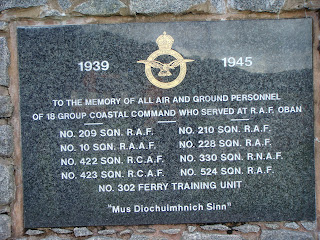 1939 1945
TO THE MEMORY OF ALL AIR AND GROUND PERSONNEL
OF 18 GROUP COASTAL COMMAND WHO SERVED AT R.A.F. OBAN
NO. 209 SQN. R.A.F. NO. 210 SQN. R.A.F.
NO. 10 SQN. R.A.A.F. NO. 228 SQN. R.A.F.
NO. 422 SQN. R.C.A.F. NO. 330 SQN. R.N.A.F.
NO. 423 SQN. R.C.A.F. NO. 524 SQN. R.A.F.
NO. 302 FERRY TRAINING UNIT
"Mus Diochuimhnich Sinn"